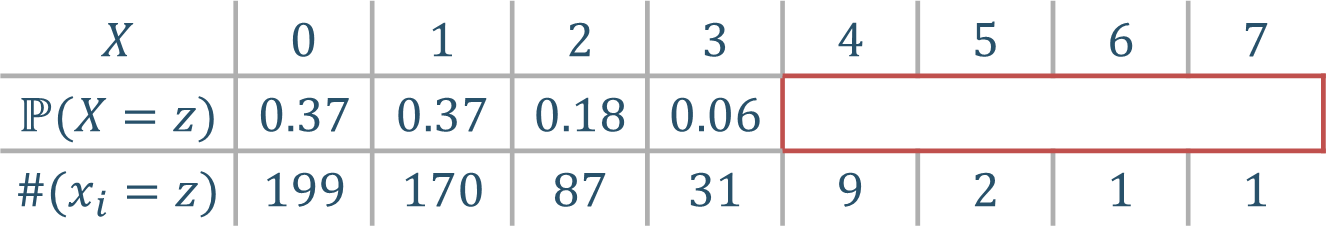 X 0 1 2 3 4 5 6 7
ℙ(X = z) 0.37 0.37 0.18 0.06
#(xᵢ = z) 199 170 87 31 9 2 1 1